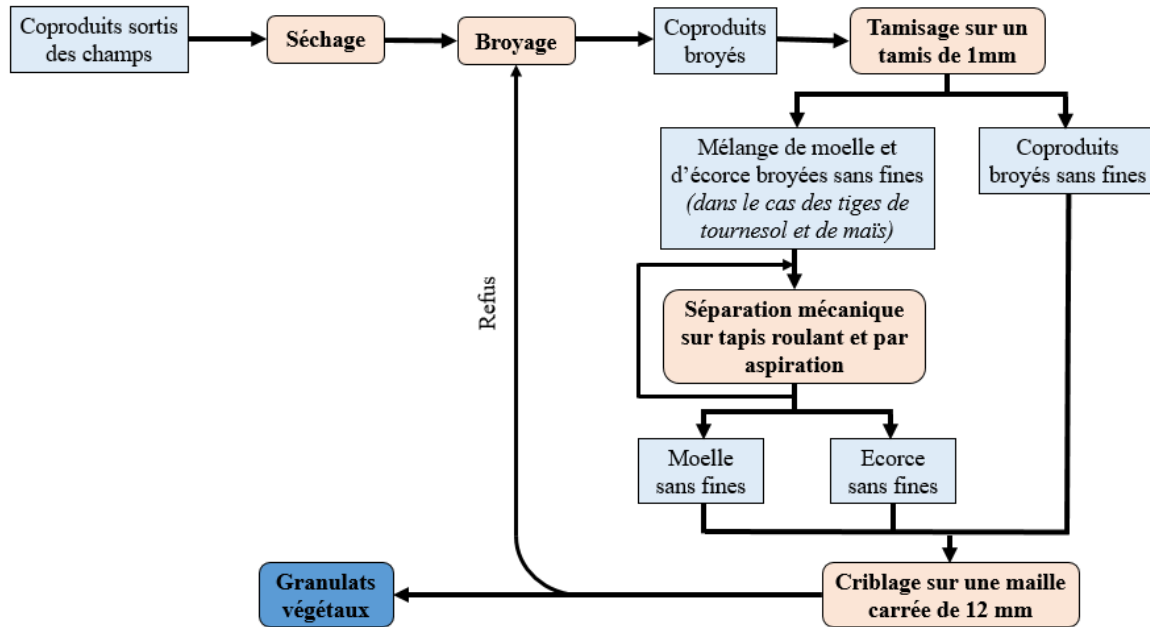 Coproduits sortis
des champs
Séchage
Broyage
Coproduits
broyés
Tamisage sur un
tamis de 1mm
Mélange de moelle et
d'écorce broyées sans fines
(dans le cas des tiges de
tournesol et de maïs)
Coproduits
broyés sans fines
Séparation mécanique
sur tapis roulant et par
aspiration
Refus
Moelle
sans fines
Ecorce
sans fines
Granulats
végétaux
Criblage sur une maille
carrée de 12 mm